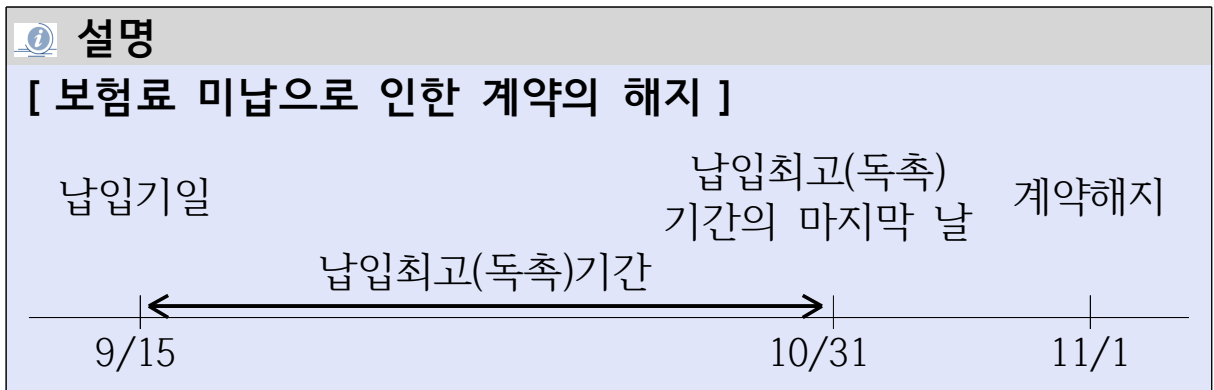 설명
[ 보험료 미납으로 인한 계약의 해지 ]
납입기일
납입최고(독촉)
기간의 마지막 날
계약해지
납입최고(독촉)기간
9/15
10/31
11/1